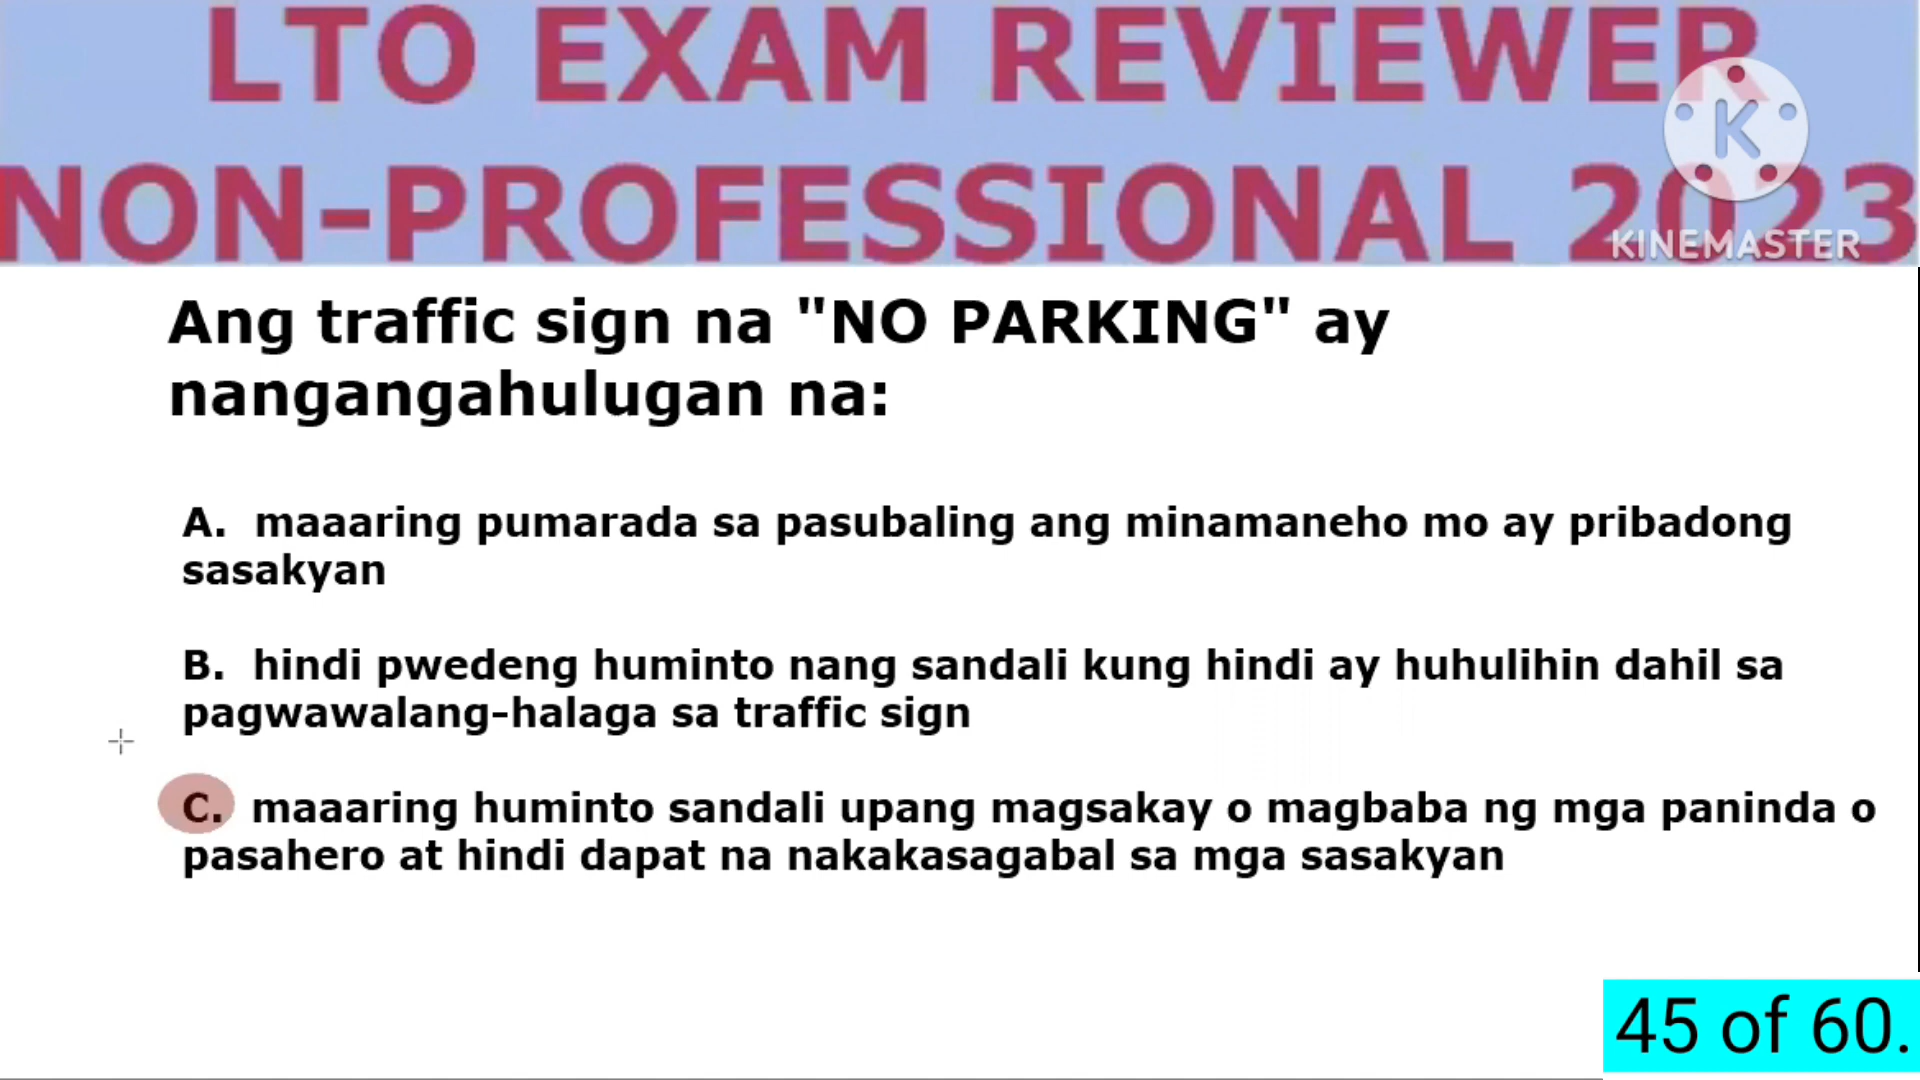 LTO EXAM REVIEWER
NON-PROFESSIONAL 2023
K
KINEMASTER
Ang traffic sign na "NO PARKING" ay
nangangahulugan na:
A. maaaring pumarada sa pasubaling ang minamaneho mo ay pribadong
sasakyan
B. hindi pwedeng huminto nang sandali kung hindi ay huhulihin dahil sa
pagwawalang-halaga sa traffic sign
C. maaaring huminto sandali upang magsakay o magbaba ng mga paninda o
pasahero at hindi dapat na nakakasagabal sa mga sasakyan
45 of 60.